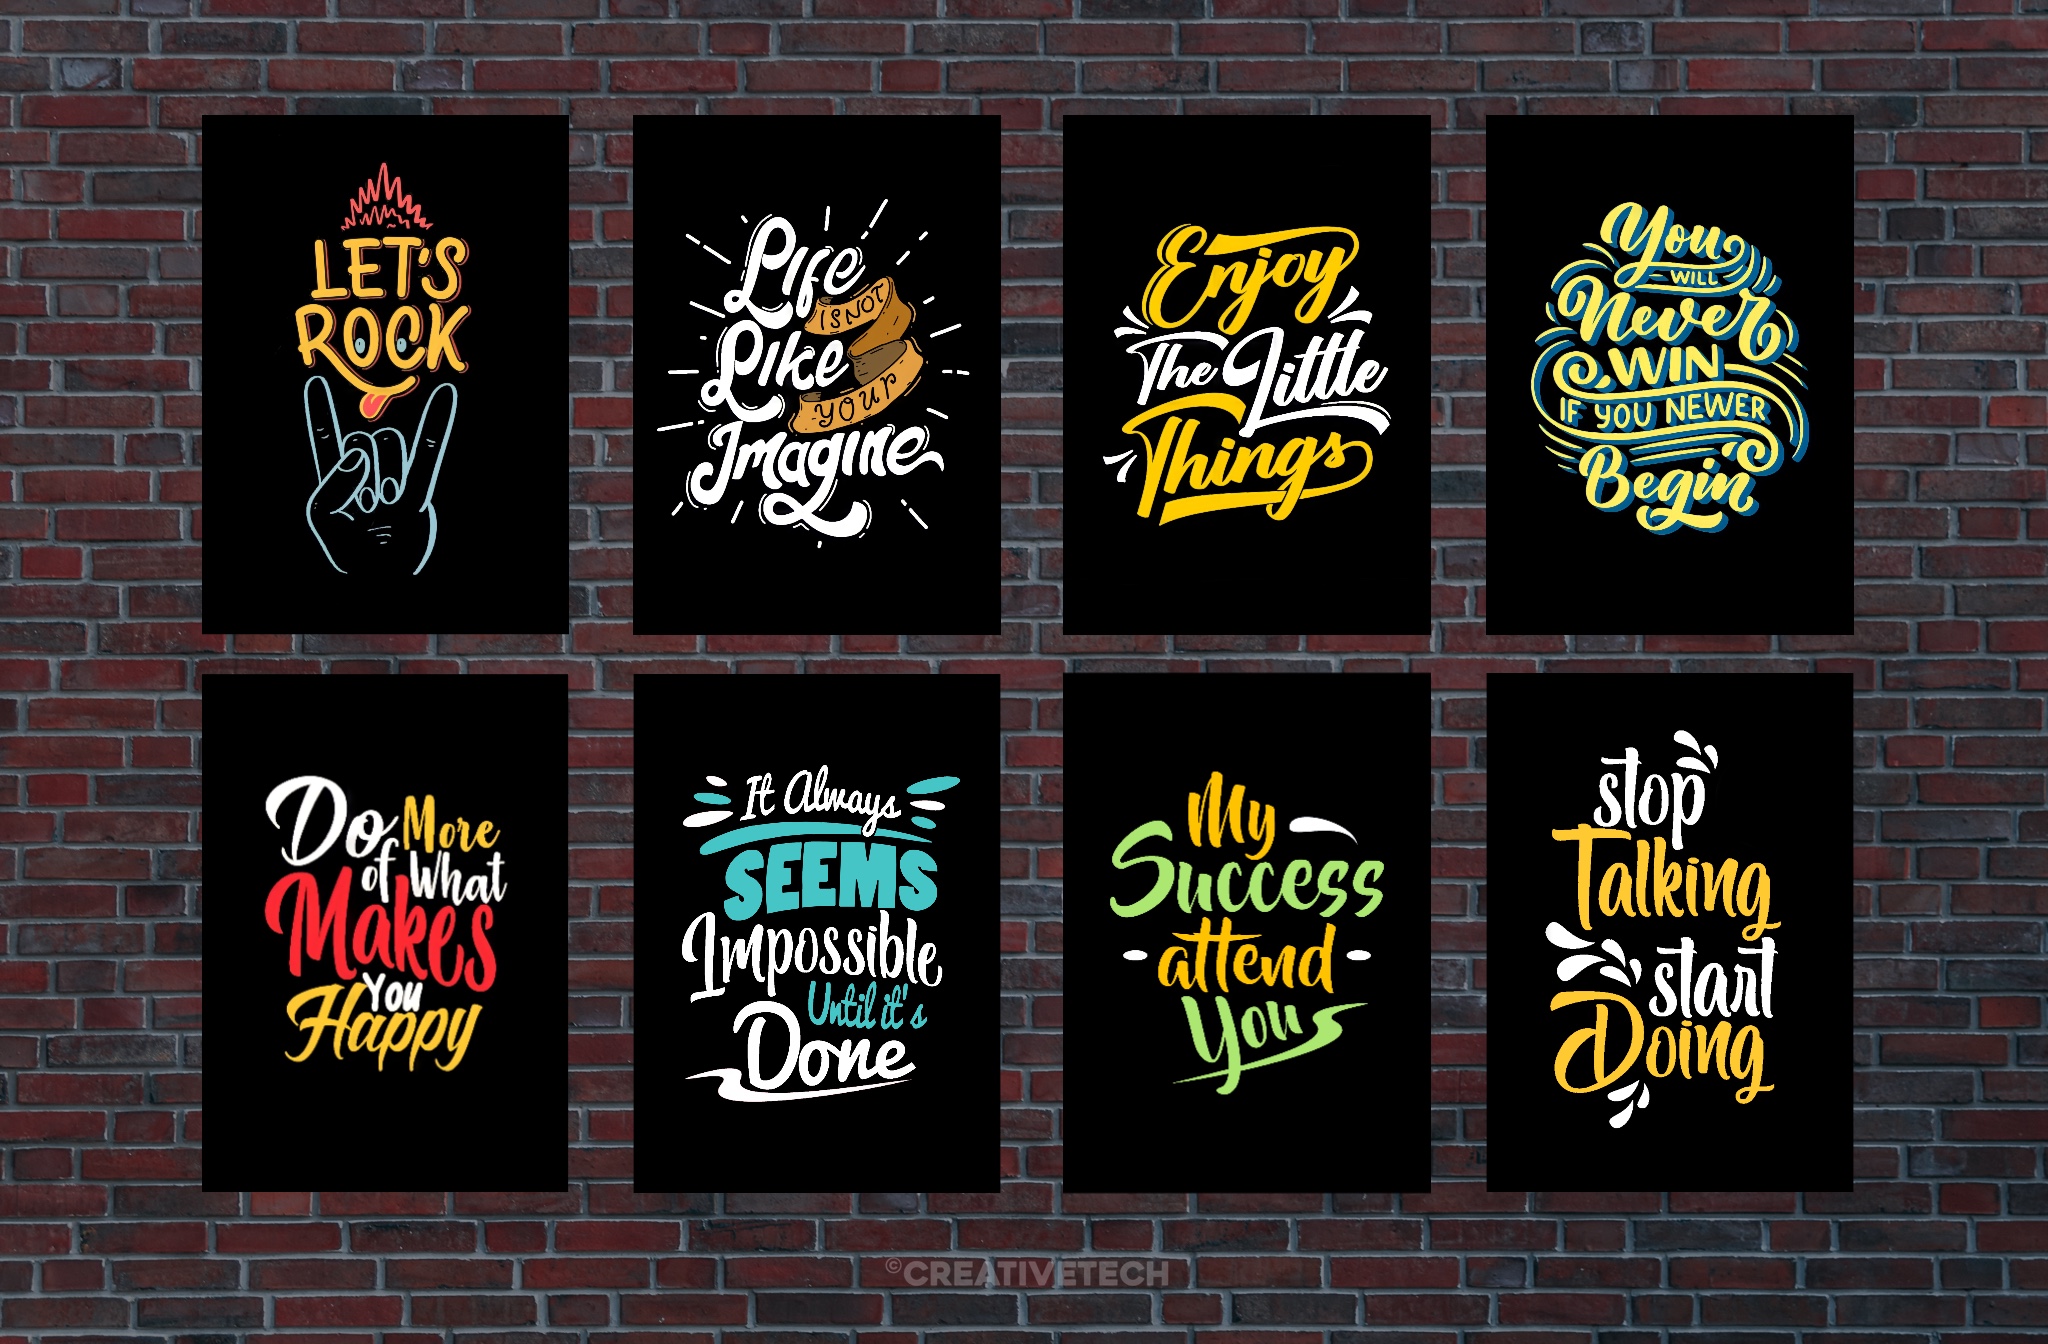 LET'S
ROCK
Life
IS NOT
Like
your
Imagine
Enjoy
The Little
Things
You
WILL
Never
WIN
IF YOU NEWER
Begin
Do More
of What
Makes
You
Happy
It Always
SEEMS
Impossible
Until it's
Done
My
Success
attend
You
stop
Talking
start
Doing
©CREATIVETECH